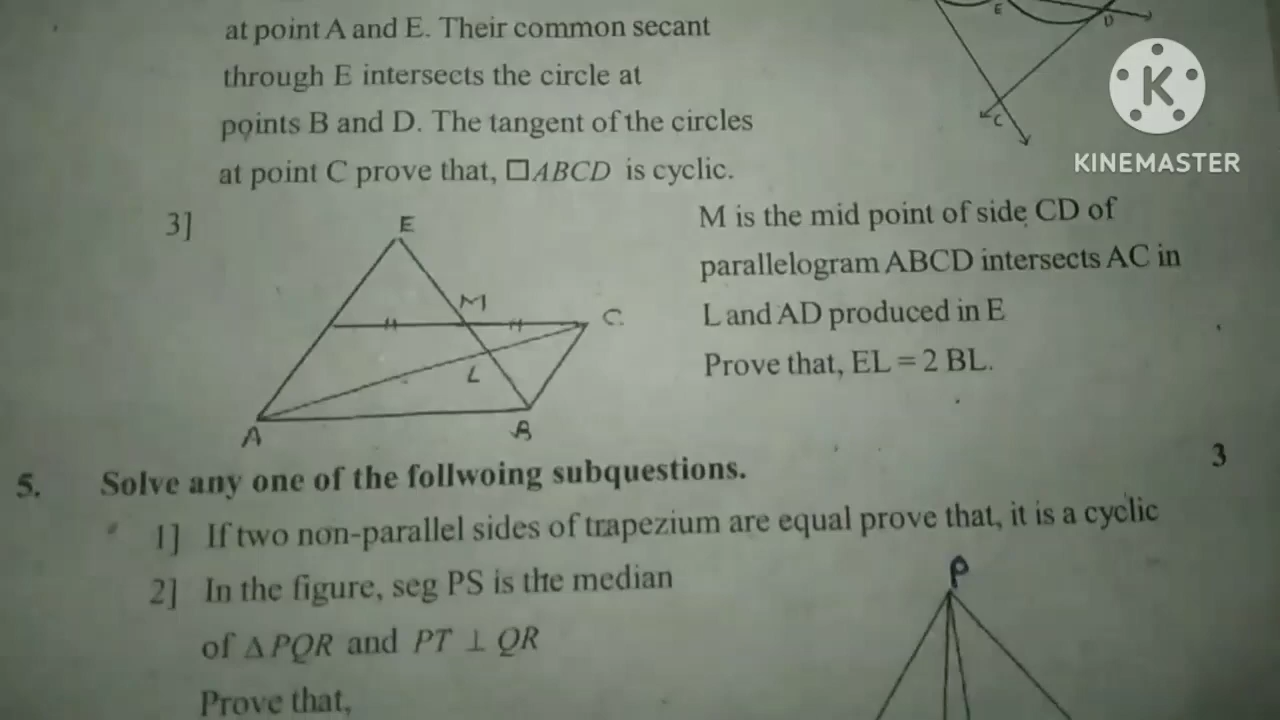 E
D
at point A and E. Their common secant
through E intersects the circle at
points B and D. The tangent of the circles
C
at point C prove that, □ABCD is cyclic.
KINEMASTER
3]
E
M
C
L
A
B
M is the mid point of side CD of
parallelogram ABCD intersects AC in
L and AD produced in E
Prove that, EL = 2 BL.
3
5. Solve any one of the follwoing subquestions.
1] If two non-parallel sides of trapezium are equal prove that, it is a cyclic
2] In the figure, seg PS is the median
of △PQR and PT ⊥ QR
Prove that,
P